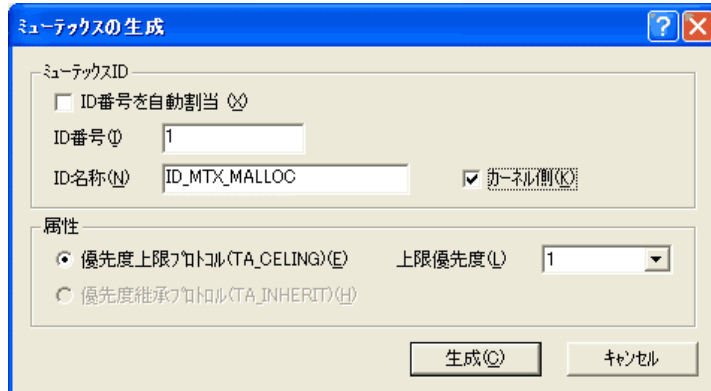 ミューテックスの生成
ミューテックスID
ID番号を自動割当 (X)
ID番号(I) 1
ID名称(N) ID_MTX_MALLOC カーネル側(K)
属性
優先度上限プロトコル(TA_CELING)(E) 上限優先度(L) 1
優先度継承プロトロル(TA_INHERIT)(H)
生成(C) キャンセル